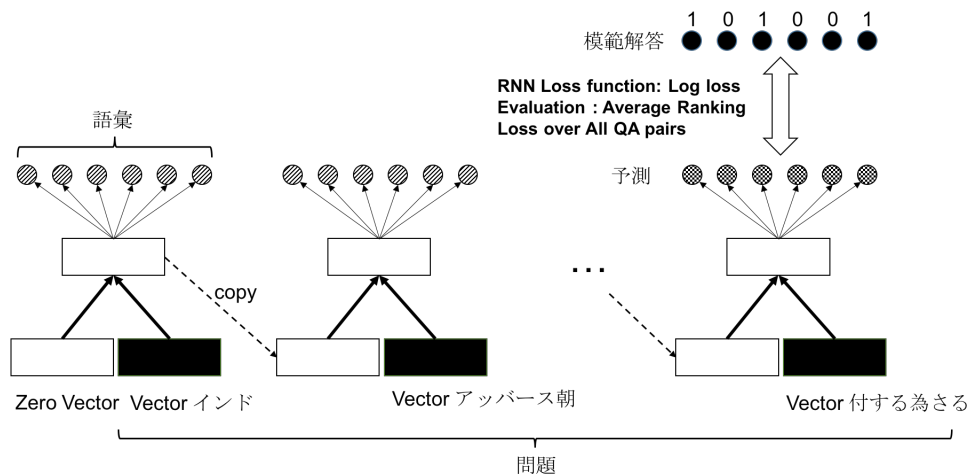 1 0 1 0 0 1
模範解答
RNN Loss function: Log loss
Evaluation : Average Ranking
Loss over All QA pairs
語彙
予測
...
copy
Zero Vector
Vector インド
Vector アッバース朝
Vector 付する為さる
問題